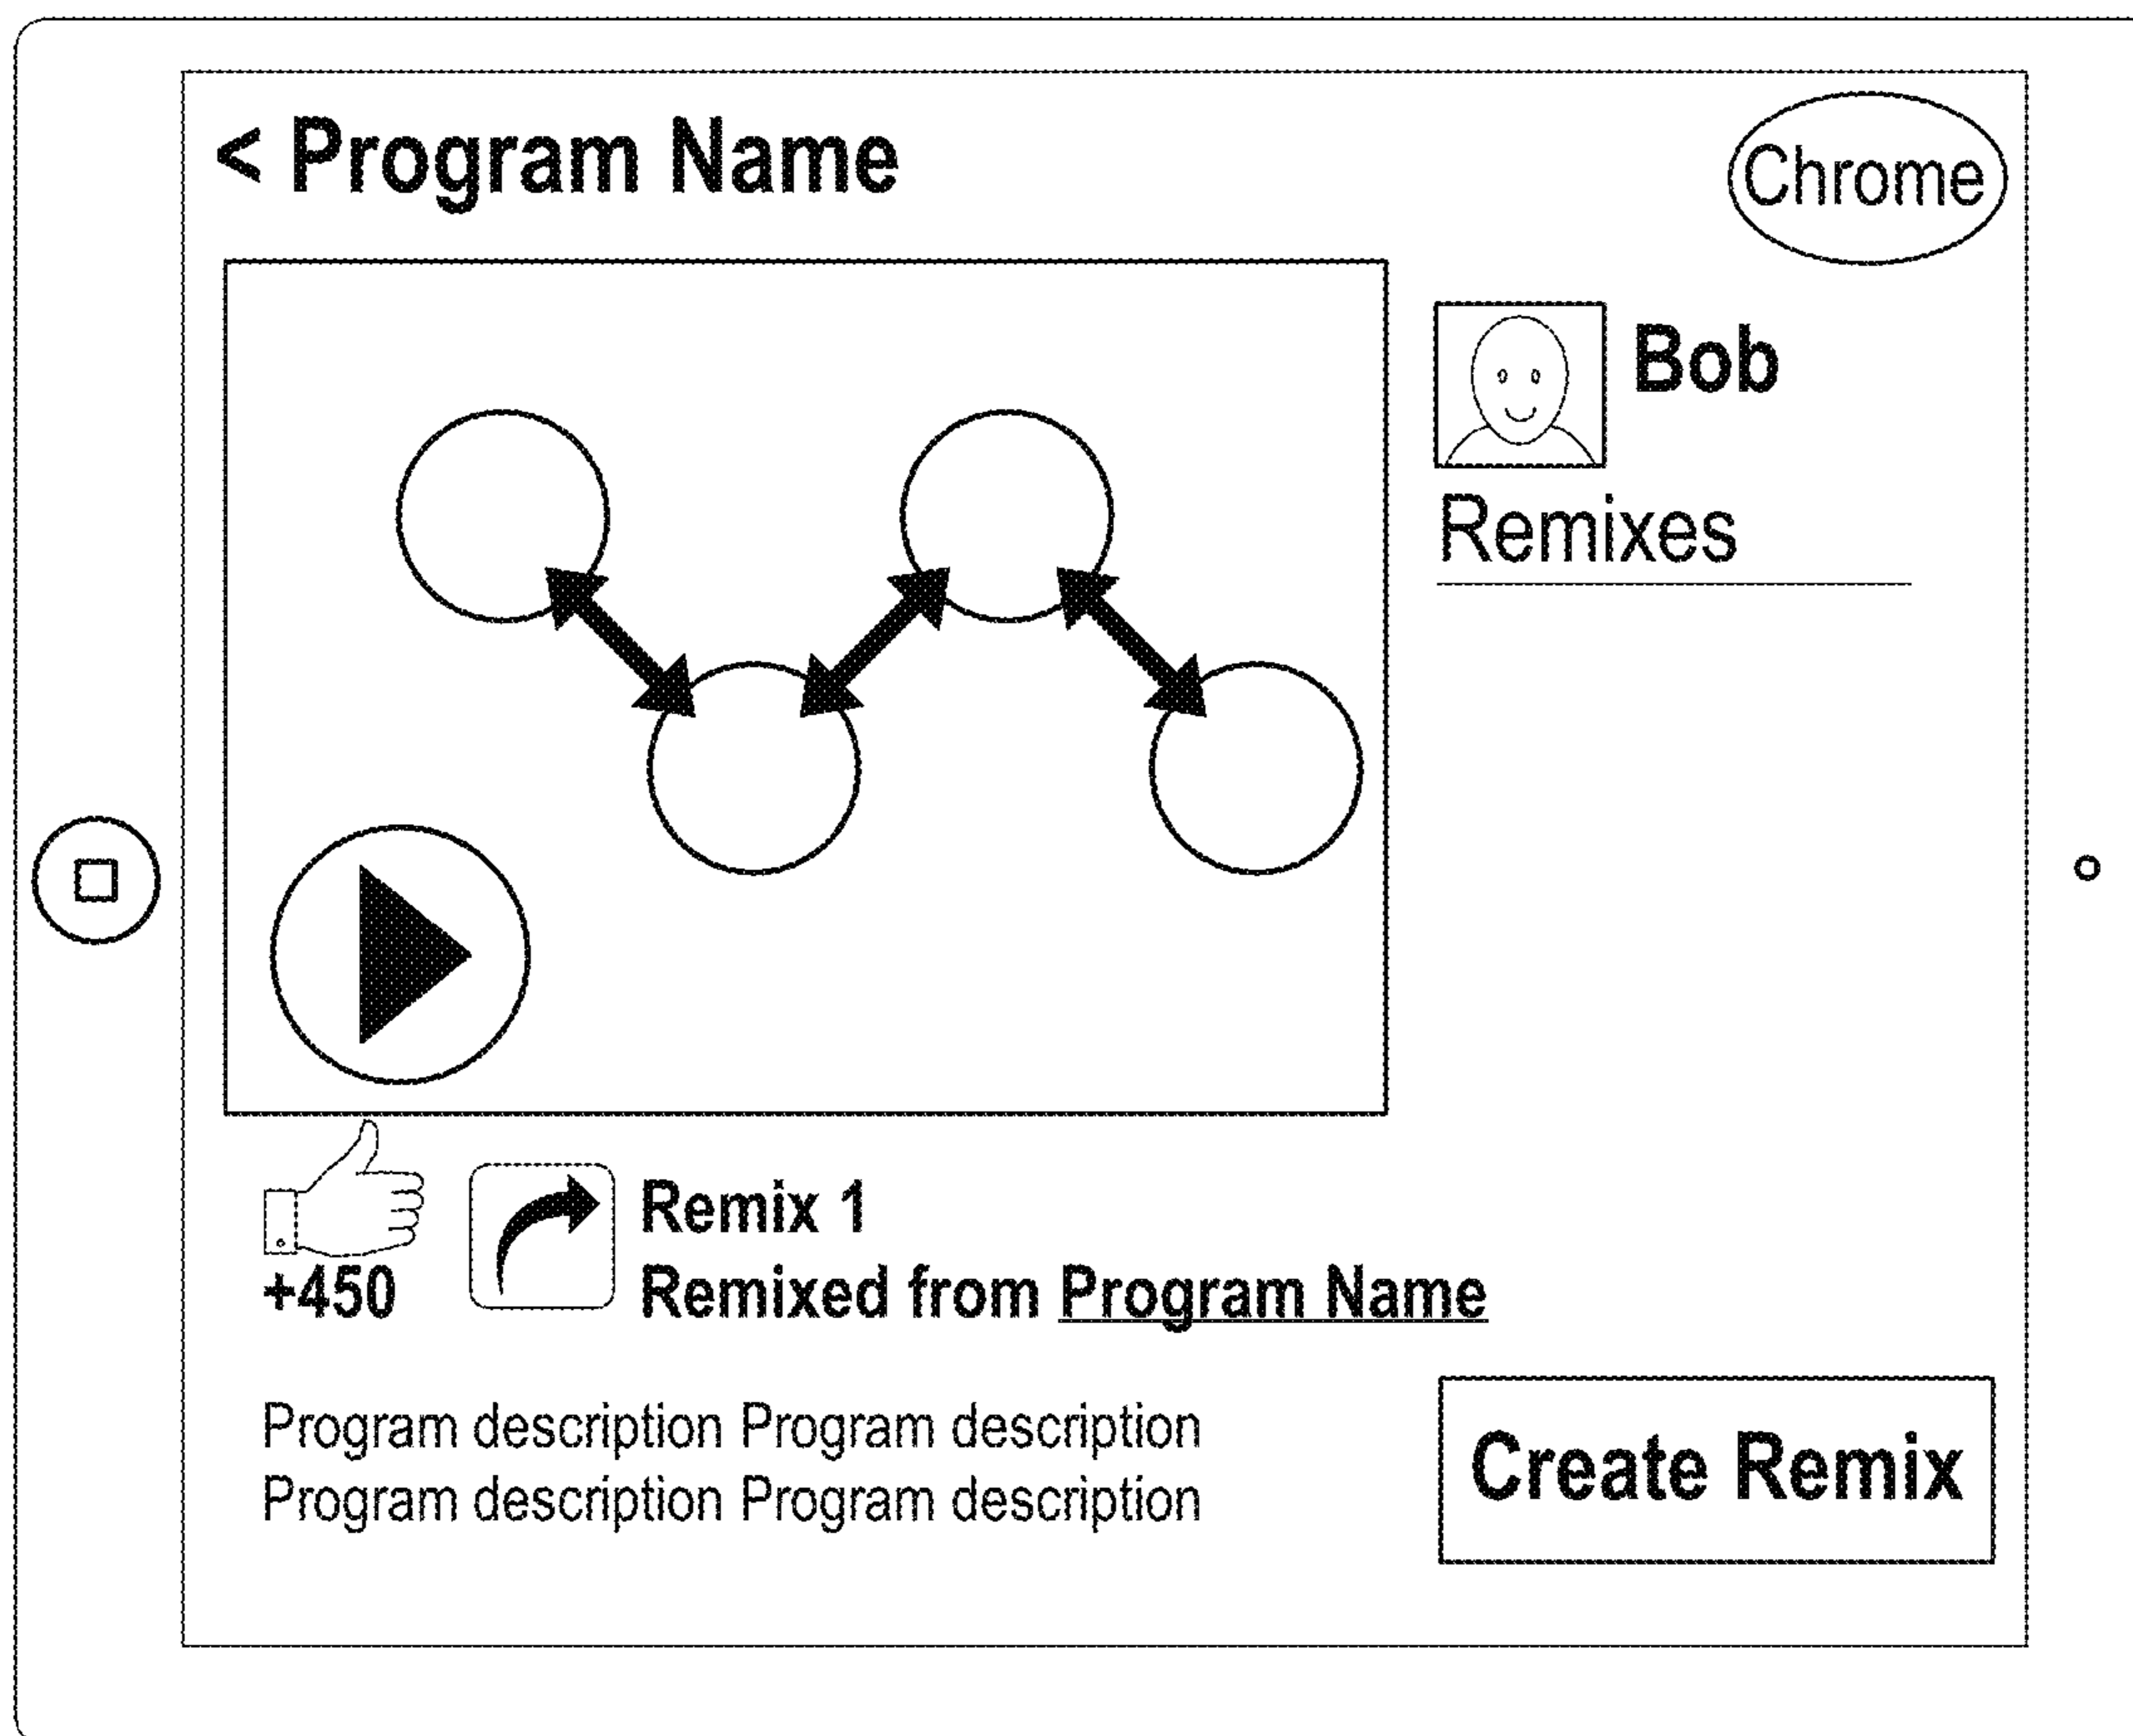 < Program Name
Chrome
Bob
Remixes
+450
Remix 1
Remixed from Program Name
Program description Program description
Program description Program description
Create Remix